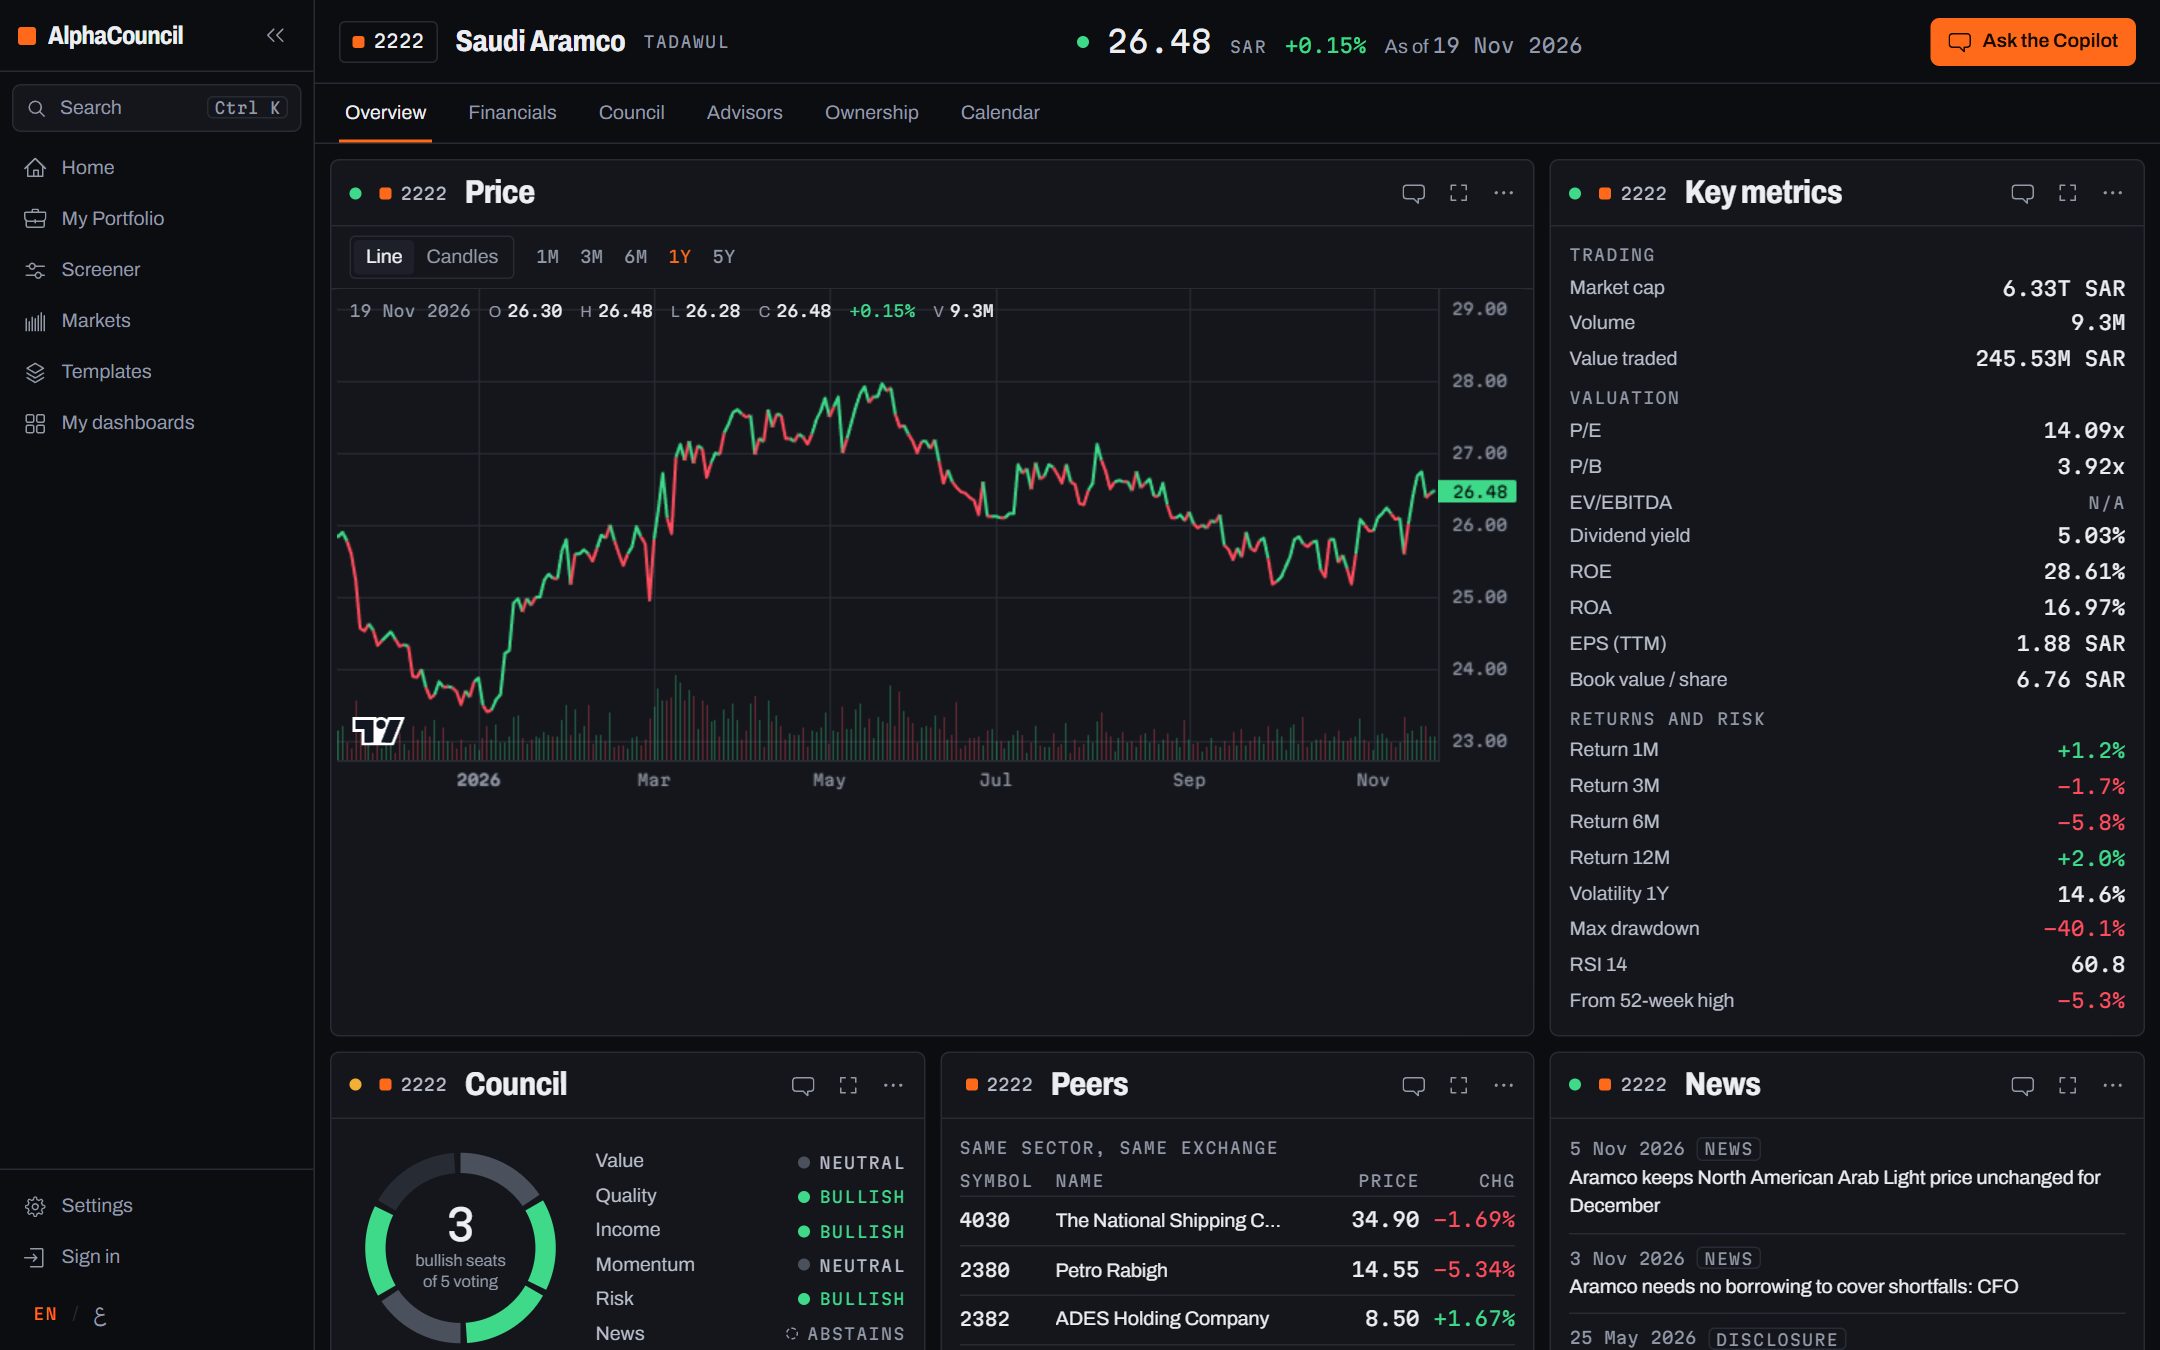 AlphaCouncil
Search Ctrl K
Home
My Portfolio
Screener
Markets
Templates
My dashboards
Settings
Sign in
EN / ع
2222 Saudi Aramco TADAWUL
26.48 SAR +0.15% As of 19 Nov 2026
Ask the Copilot
Overview Financials Council Advisors Ownership Calendar
2222 Price
Line Candles 1M 3M 6M 1Y 5Y
19 Nov 2026 O 26.30 H 26.48 L 26.28 C 26.48 +0.15% V 9.3M
29.00
28.00
27.00
26.48
26.00
25.00
24.00
23.00
2026 Mar May Jul Sep Nov
2222 Key metrics
TRADING
Market cap 6.33T SAR
Volume 9.3M
Value traded 245.53M SAR
VALUATION
P/E 14.09x
P/B 3.92x
EV/EBITDA N/A
Dividend yield 5.03%
ROE 28.61%
ROA 16.97%
EPS (TTM) 1.88 SAR
Book value / share 6.76 SAR
RETURNS AND RISK
Return 1M +1.2%
Return 3M −1.7%
Return 6M −5.8%
Return 12M +2.0%
Volatility 1Y 14.6%
Max drawdown −40.1%
RSI 14 60.8
From 52-week high −5.3%
2222 Council
3
bullish seats
of 5 voting
Value NEUTRAL
Quality BULLISH
Income BULLISH
Momentum NEUTRAL
Risk BULLISH
News ABSTAINS
2222 Peers
SAME SECTOR, SAME EXCHANGE
SYMBOL NAME PRICE CHG
4030 The National Shipping C... 34.90 −1.69%
2380 Petro Rabigh 14.55 −5.34%
2382 ADES Holding Company 8.50 +1.67%
2222 News
5 Nov 2026 NEWS
Aramco keeps North American Arab Light price unchanged for
December
3 Nov 2026 NEWS
Aramco needs no borrowing to cover shortfalls: CFO
25 May 2026 DISCLOSURE